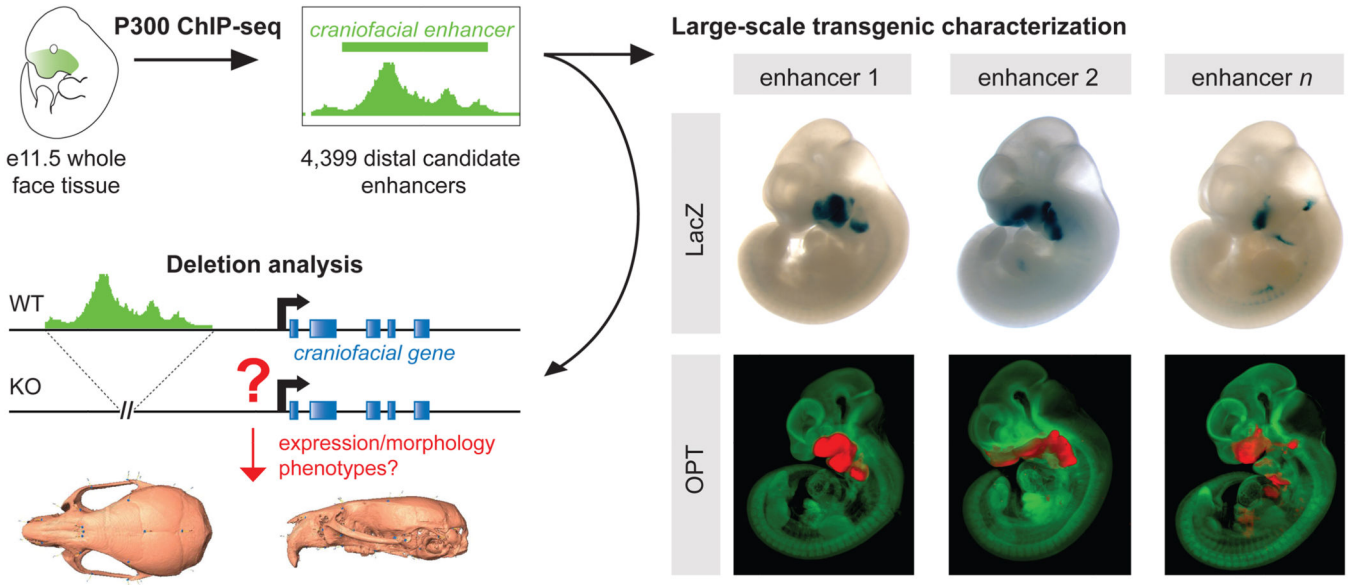 P300 ChIP-seq
e11.5 whole
face tissue
craniofacial enhancer
4,399 distal candidate
enhancers
Large-scale transgenic characterization
enhancer 1
enhancer 2
enhancer n
LacZ
OPT
Deletion analysis
WT
craniofacial gene
KO
//
?
expression/morphology
phenotypes?